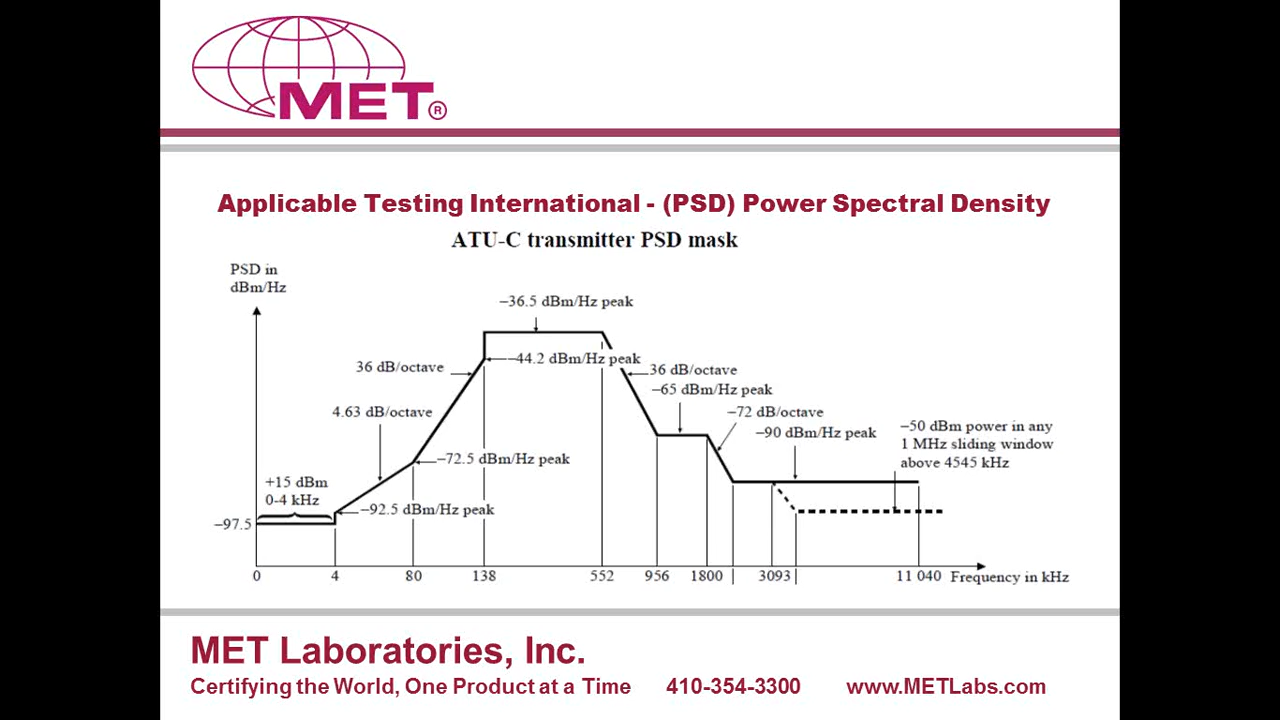 MET®
Applicable Testing International - (PSD) Power Spectral Density
ATU-C transmitter PSD mask
PSD in
dBm/Hz
–36.5 dBm/Hz peak
–44.2 dBm/Hz peak
36 dB/octave
36 dB/octave
–65 dBm/Hz peak
4.63 dB/octave
–72 dB/octave
–90 dBm/Hz peak
–50 dBm power in any
1 MHz sliding window
above 4545 kHz
–72.5 dBm/Hz peak
+15 dBm
0-4 kHz
–92.5 dBm/Hz peak
–97.5
0 4 80 138 552 956 1800 3093 11 040 Frequency in kHz
MET Laboratories, Inc.
Certifying the World, One Product at a Time 410-354-3300 www.METLabs.com